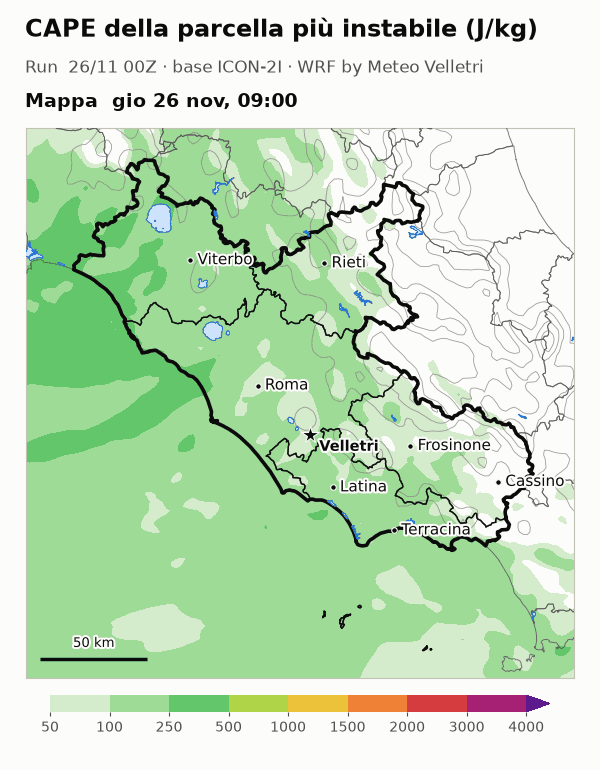 CAPE della parcella più instabile (J/kg)
Run  26/11 00Z · base ICON-2I · WRF by Meteo Velletri
Mappa  gio 26 nov, 09:00
Viterbo
Rieti
Roma
Velletri
Frosinone
Latina
Cassino
Terracina
50 km
50 100 250 500 1000 1500 2000 3000 4000